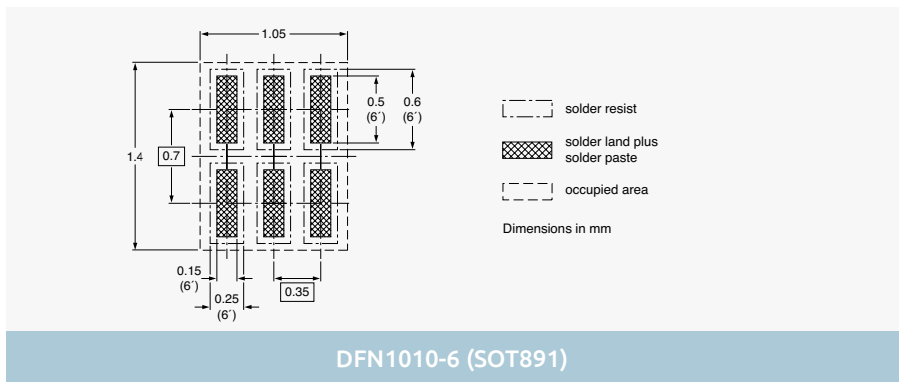 1.05
0.5
(6´)
0.6
(6´)
1.4
0.7
0.15
(6´)
0.25
(6´)
0.35
solder resist
solder land plus
solder paste
occupied area
Dimensions in mm
DFN1010-6 (SOT891)